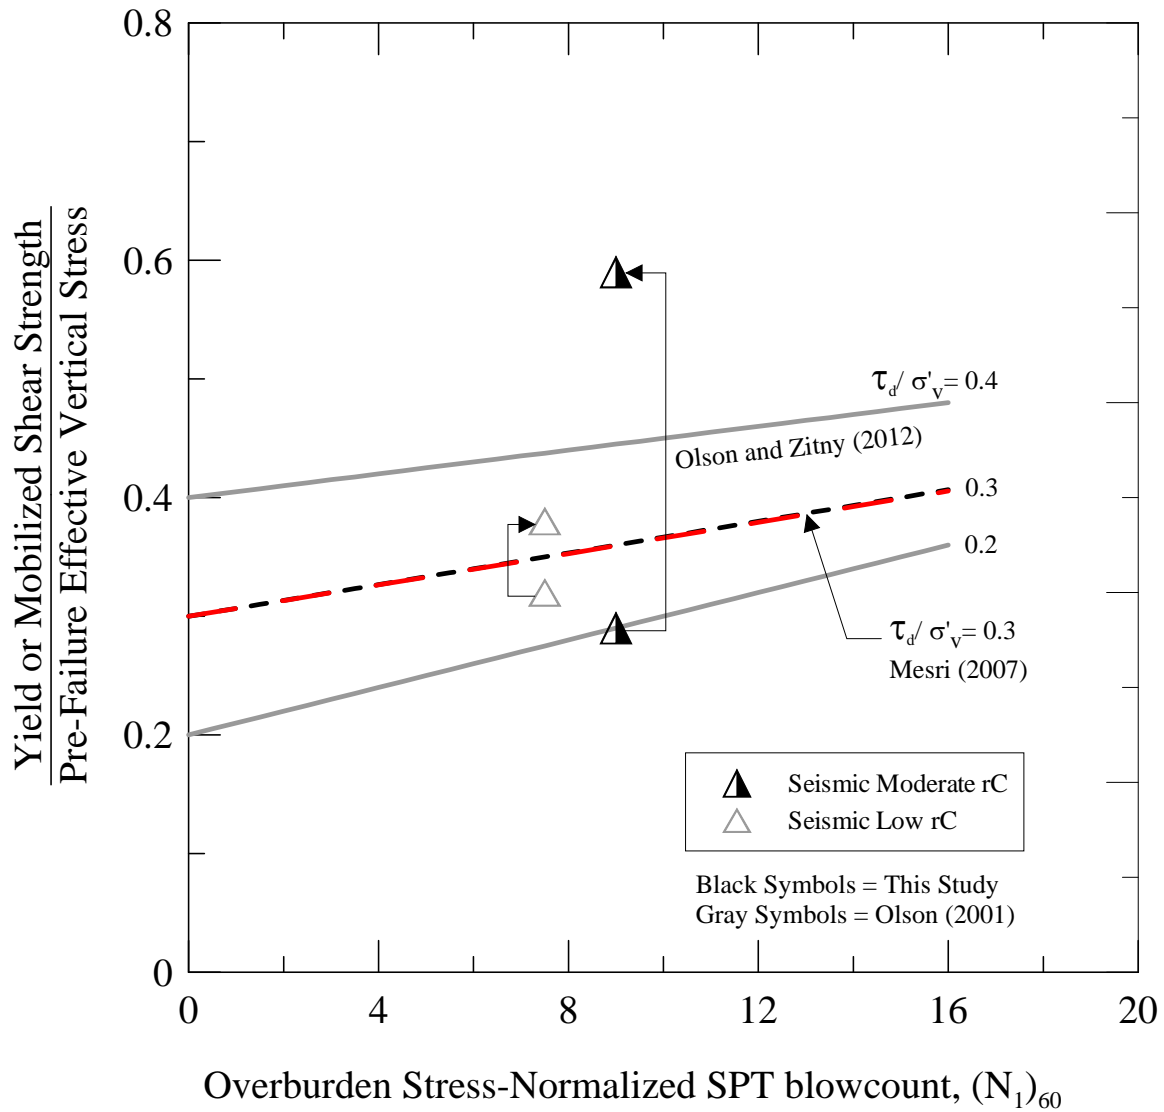 0.8
0.6
0.4
0.2
0
0
4
8
12
16
20
Yield or Mobilized Shear Strength
Pre-Failure Effective Vertical Stress
Overburden Stress-Normalized SPT blowcount, (N₁)₆₀
τd/ σ'v= 0.4
Olson and Zitny (2012)
0.3
0.2
τd/ σ'v= 0.3
Mesri (2007)
Seismic Moderate rC
Seismic Low rC
Black Symbols = This Study
Gray Symbols = Olson (2001)